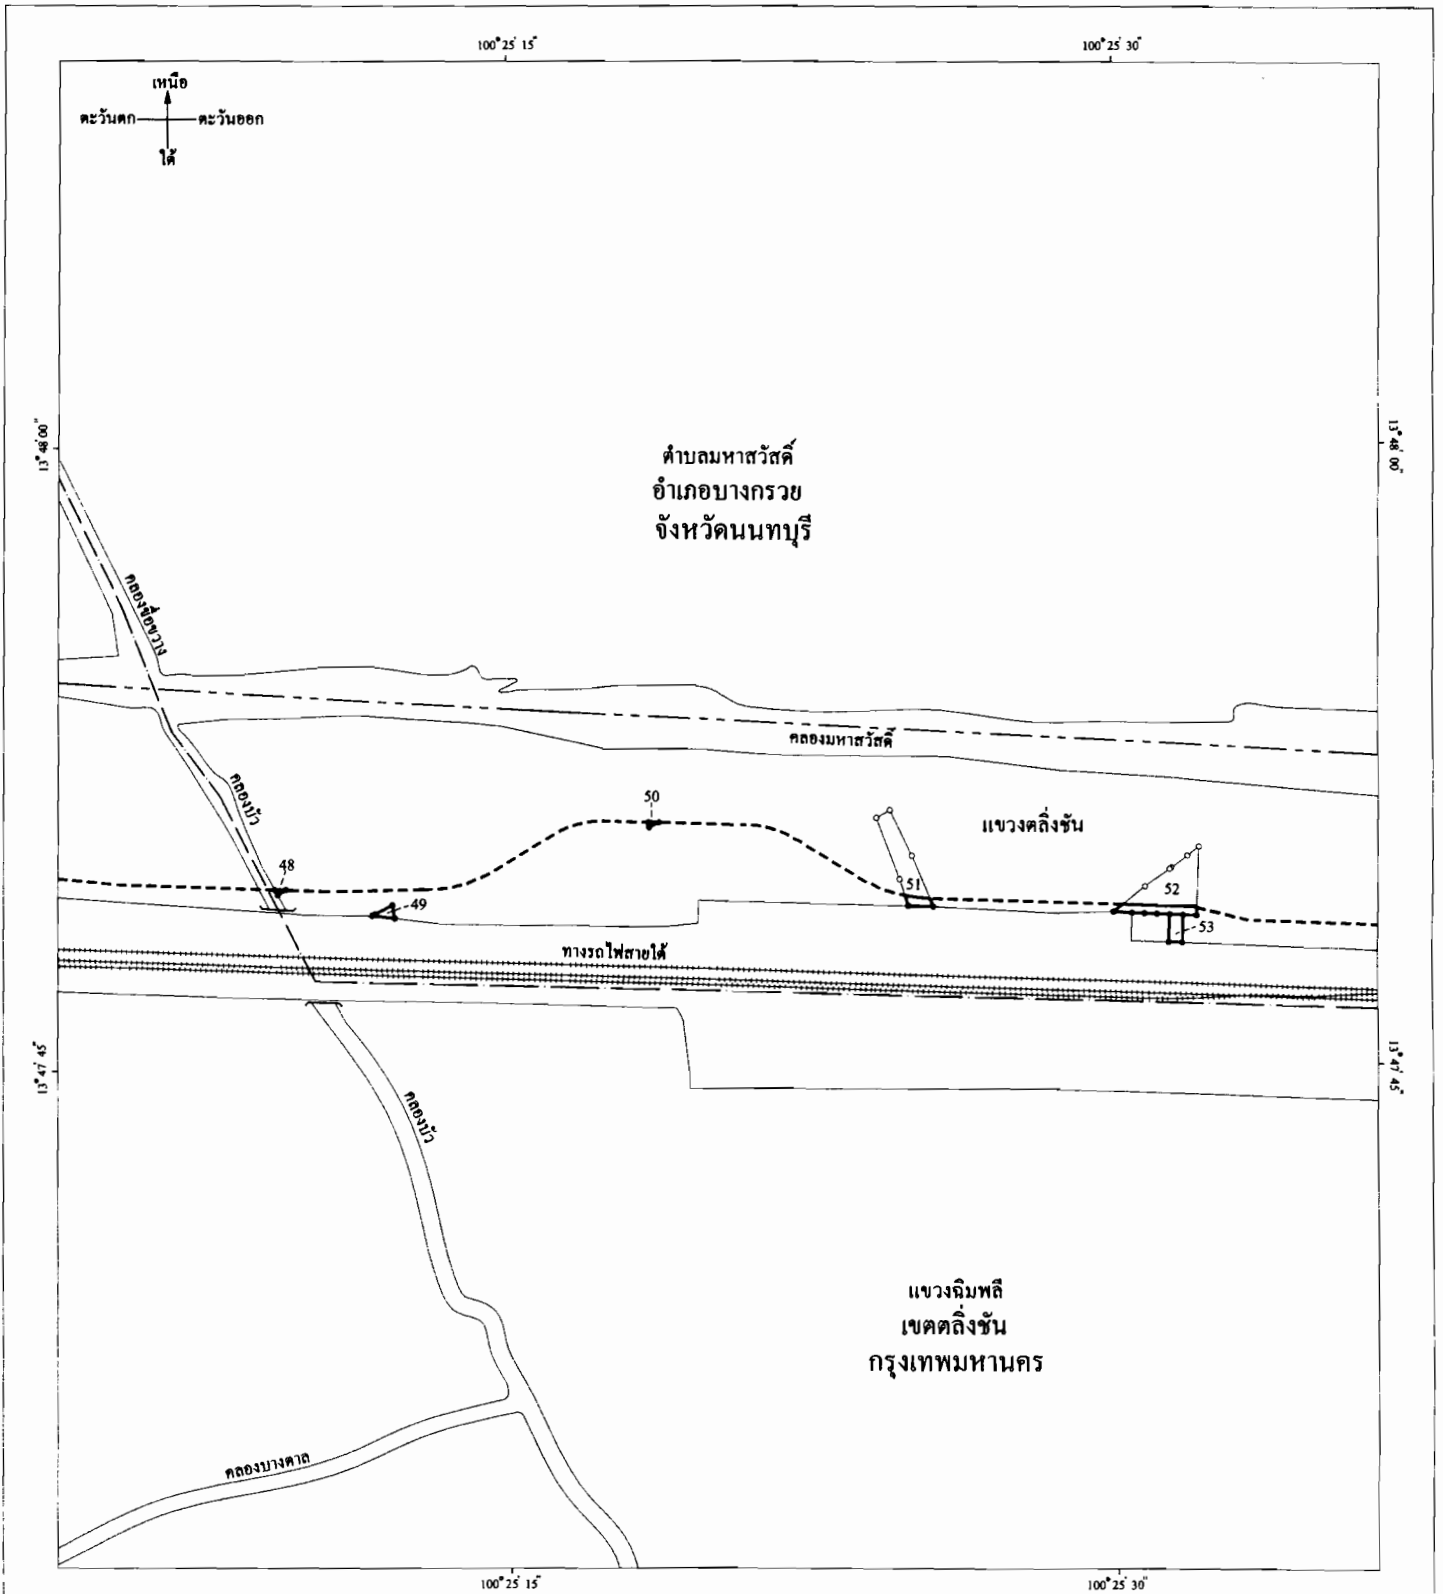 100° 25' 15"
100° 25' 30"
เหนือ
ตะวันตก
ตะวันออก
ใต้
13° 48' 00"
13° 48' 00"
ตำบลมหาสวัสดิ์
อำเภอบางกรวย
จังหวัดนนทบุรี
คลองขื่อขวาง
คลองมหาสวัสดิ์
คลองบัว
50
แขวงตลิ่งชัน
48
51
52
49
53
ทางรถไฟสายใต้
13° 47' 45"
13° 47' 45"
คลองบัว
แขวงฉิมพลี
เขตตลิ่งชัน
กรุงเทพมหานคร
คลองบางตาล
100° 25' 15"
100° 25' 30"